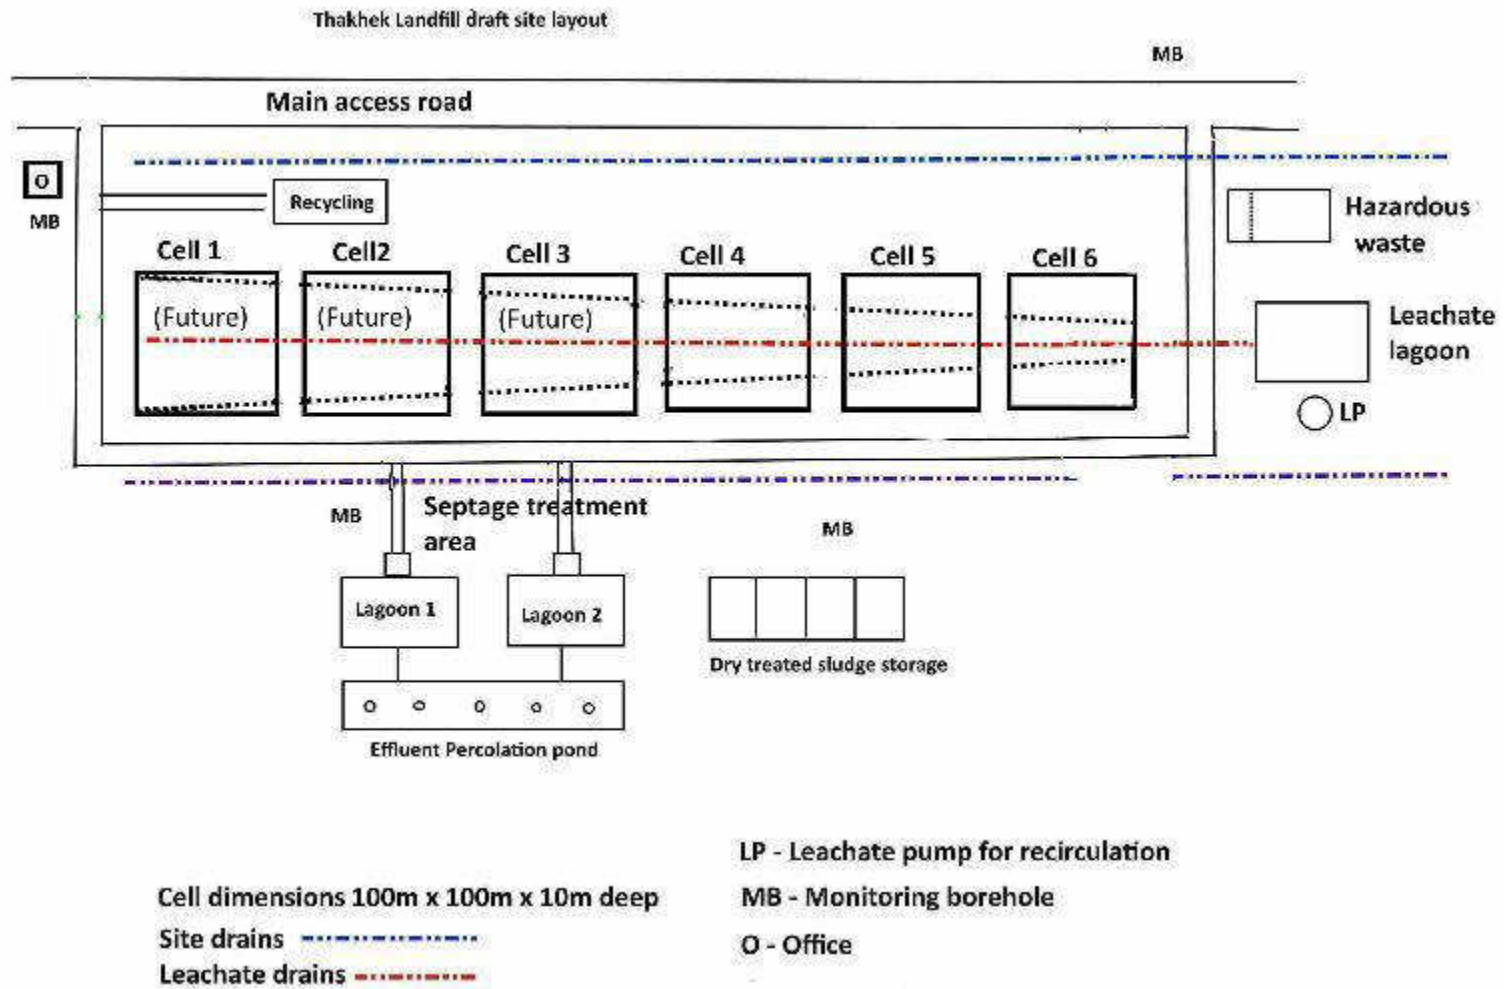 Thakhek Landfill draft site layout
MB
Main access road
O
MB
Recycling
Hazardous
waste
Cell 1
Cell2
Cell 3
Cell 4
Cell 5
Cell 6
(Future)
(Future)
(Future)
Leachate
lagoon
LP
MB
Septage treatment
area
MB
Lagoon 1
Lagoon 2
Dry treated sludge storage
Effluent Percolation pond
LP - Leachate pump for recirculation
Cell dimensions 100m x 100m x 10m deep
MB - Monitoring borehole
Site drains
O - Office
Leachate drains